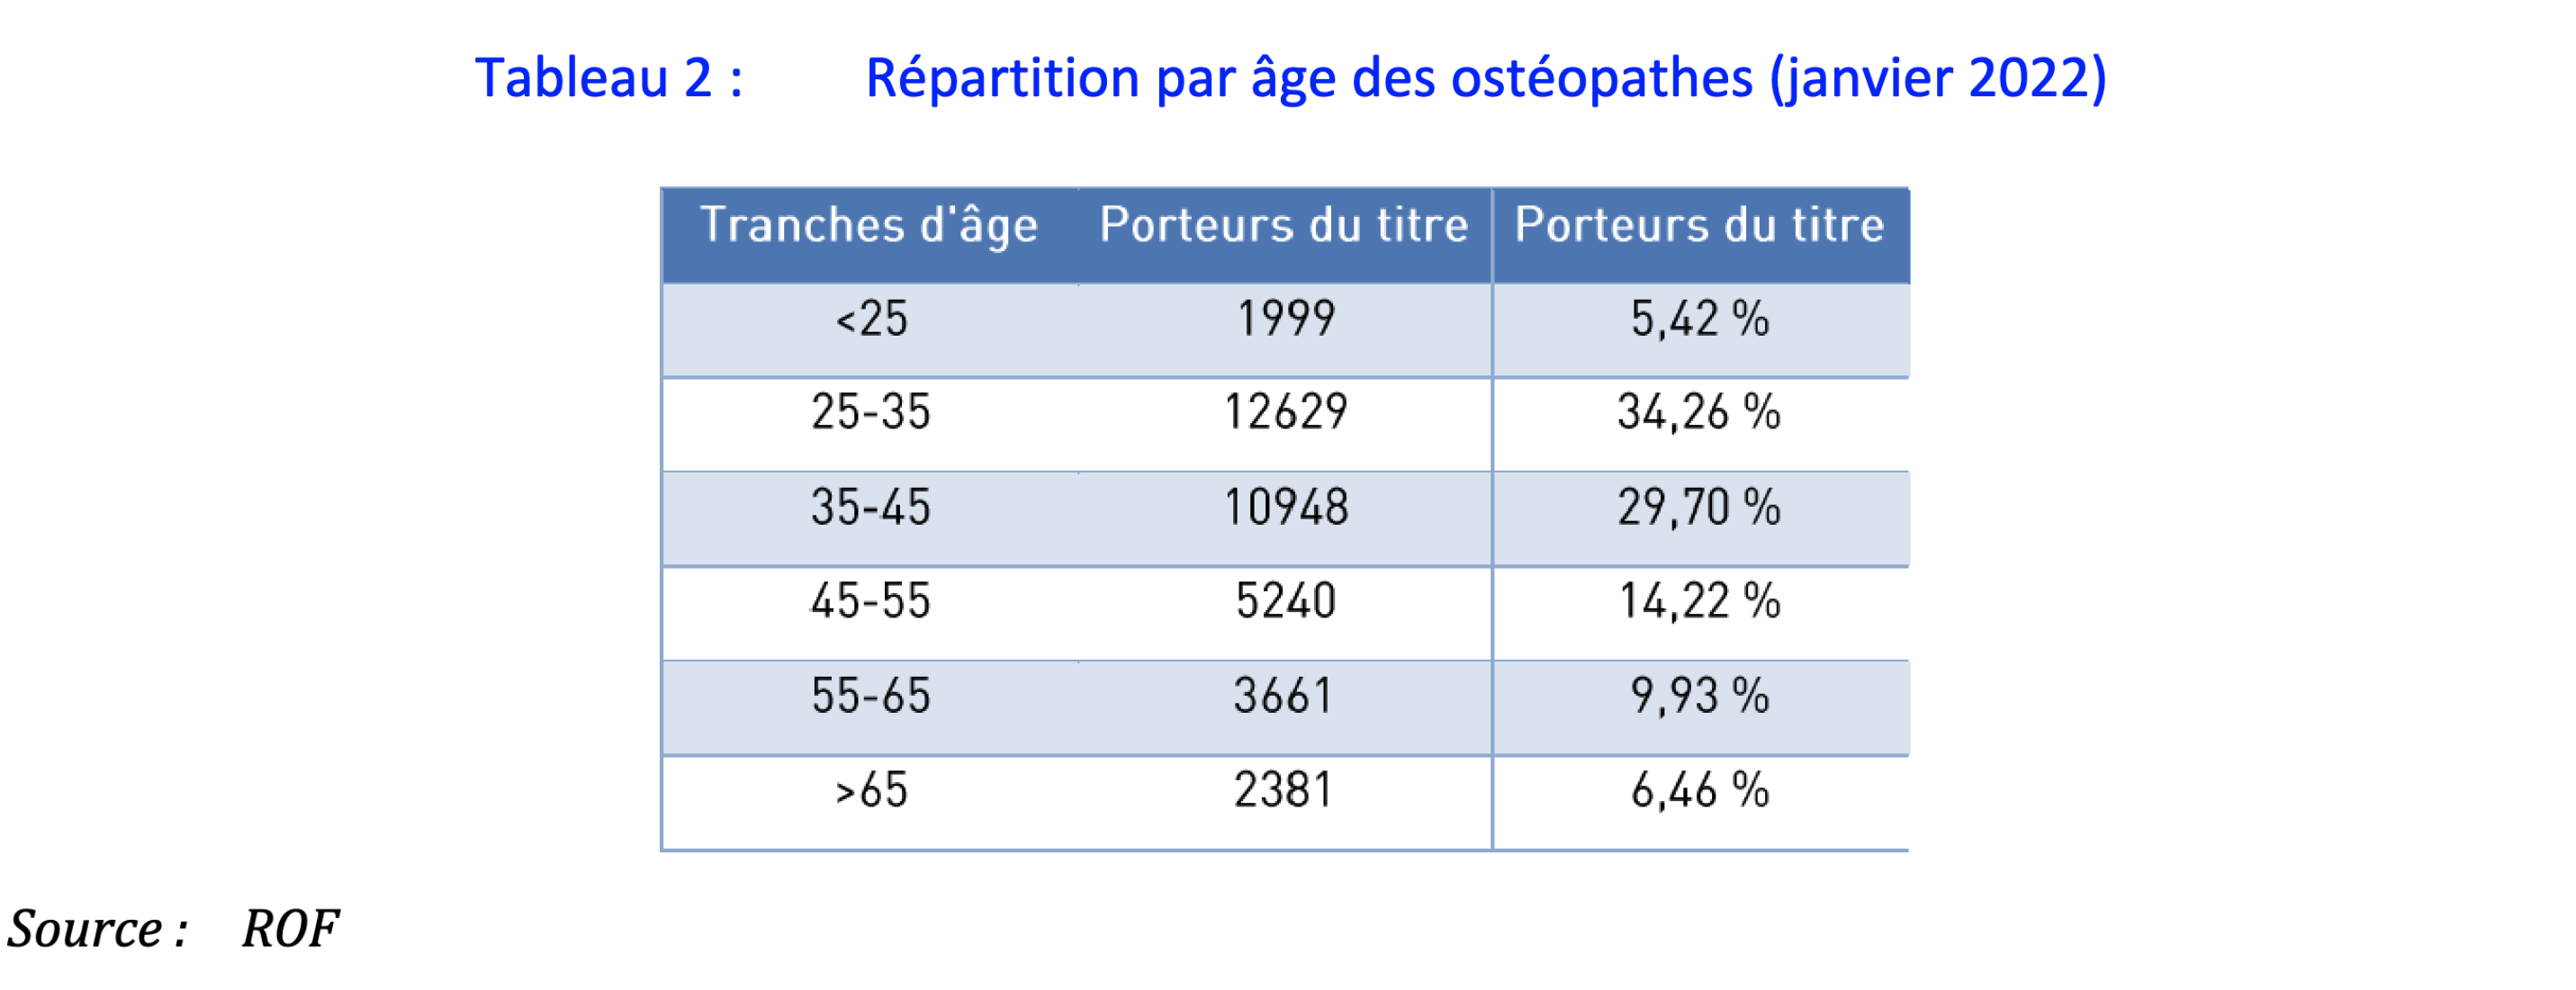 Tableau 2 : Répartition par âge des ostéopathes (janvier 2022)
Tranches d'âge Porteurs du titre Porteurs du titre
<25 1999 5,42 %
25-35 12629 34,26 %
35-45 10948 29,70 %
45-55 5240 14,22 %
55-65 3661 9,93 %
>65 2381 6,46 %
Source : ROF